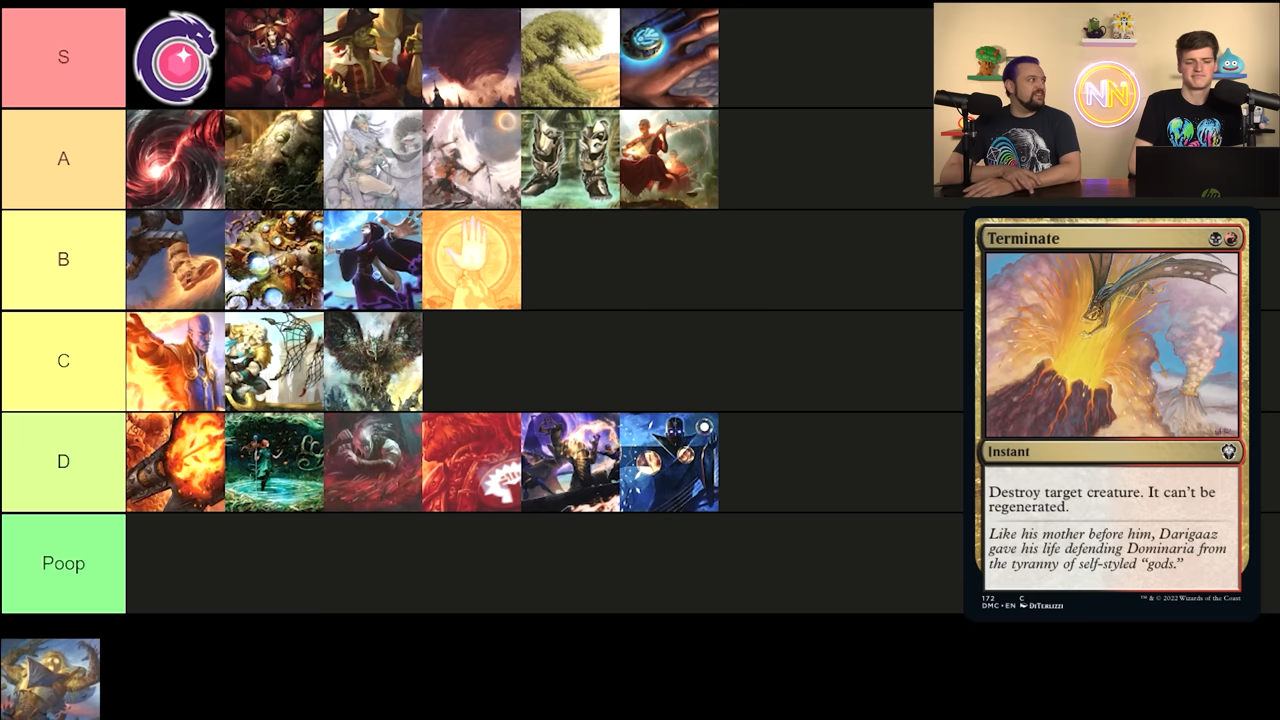 S
A
B
C
D
Poop
NN
Terminate
Instant
Destroy target creature. It can't be
regenerated.
Like his mother before him, Darigaaz
gave his life defending Dominaria from
the tyranny of self-styled "gods."
172 C
DMC • EN DiTerlizzi
™ & © 2022 Wizards of the Coast